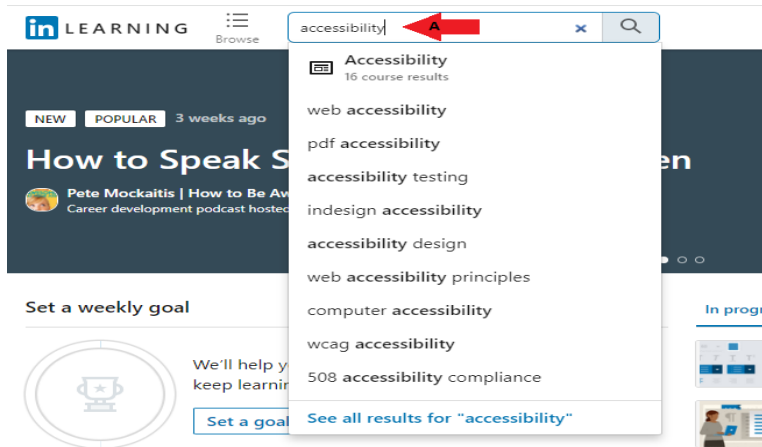 in LEARNING
Browse
accessibility
A
Accessibility
16 course results
web accessibility
pdf accessibility
accessibility testing
indesign accessibility
accessibility design
web accessibility principles
computer accessibility
wcag accessibility
508 accessibility compliance
See all results for "accessibility"
NEW POPULAR 3 weeks ago
How to Speak S
en
Pete Mockaitis | How to Be Aw
Career development podcast hosted
Set a weekly goal
We'll help y
keep learnin
Set a goal
In progr